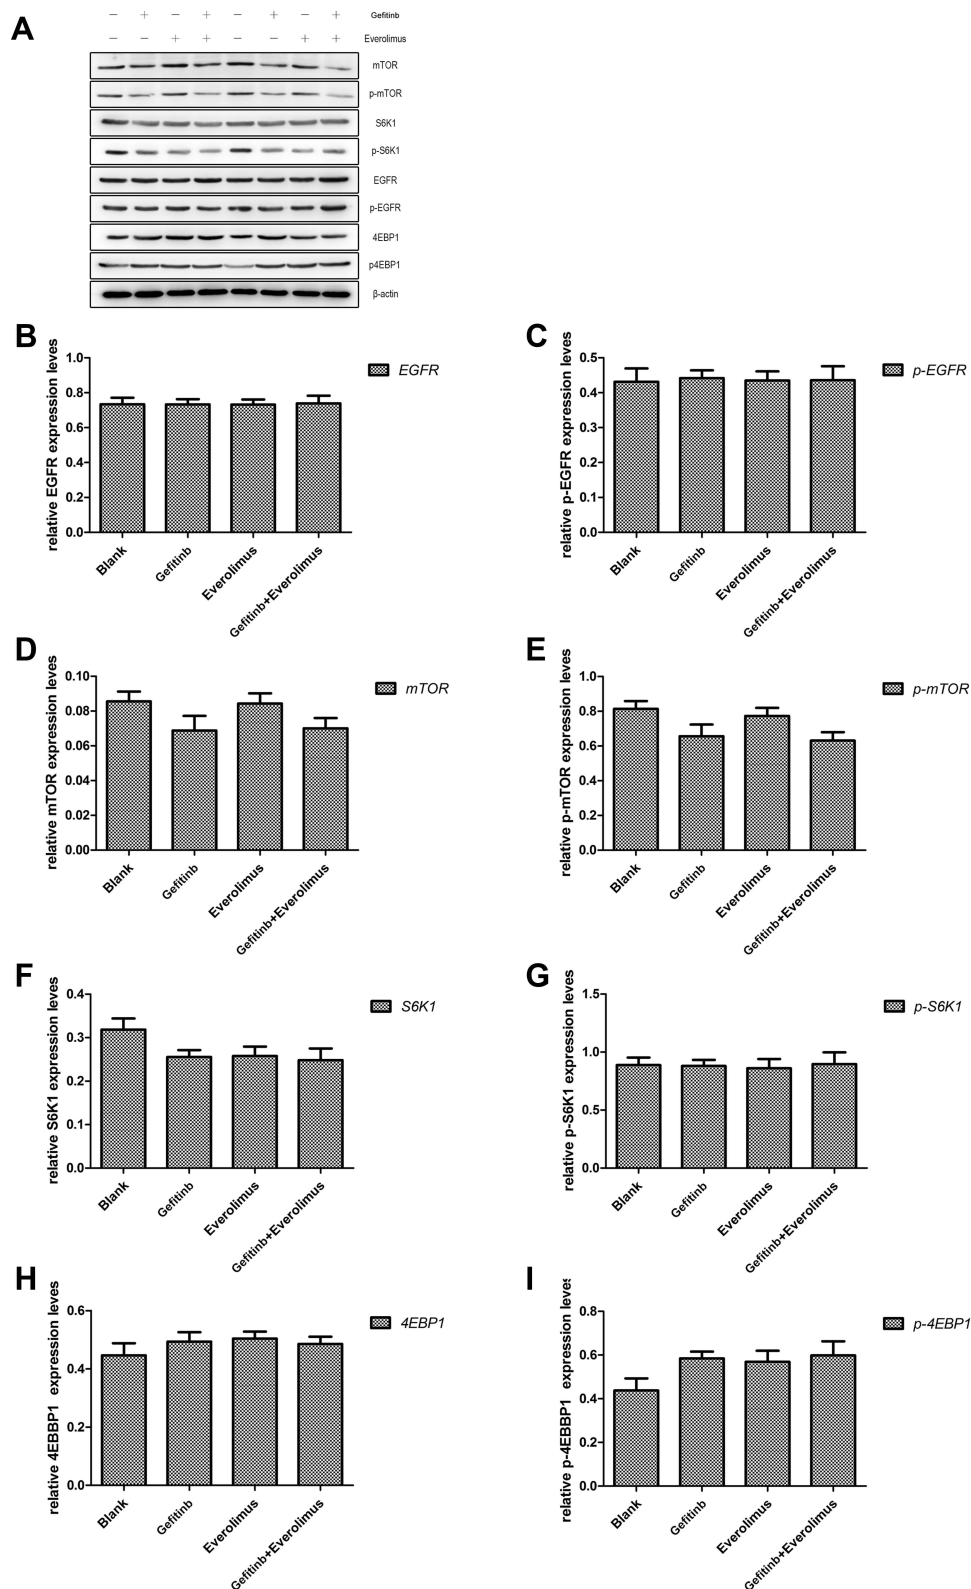 A
− + − + − + − + Gefitinb
− − + + − − + + Everolimus
mTOR
p-mTOR
S6K1
p-S6K1
EGFR
p-EGFR
4EBP1
p4EBP1
β-actin
B
relative EGFR expression leves
1.0
0.8
0.6
0.4
0.2
0.0
EGFR
Blank
Gefitinb
Everolimus
Gefitinb+Everolimus
C
relative p-EGFR expression leves
0.5
0.4
0.3
0.2
0.1
0.0
p-EGFR
Blank
Gefitinb
Everolimus
Gefitinb+Everolimus
D
relative mTOR expression leves
0.10
0.08
0.06
0.04
0.02
0.00
mTOR
Blank
Gefitinb
Everolimus
Gefitinb+Everolimus
E
relative p-mTOR expression leves
1.0
0.8
0.6
0.4
0.2
0.0
p-mTOR
Blank
Gefitinb
Everolimus
Gefitinb+Everolimus
F
relative S6K1 expression leves
0.4
0.3
0.2
0.1
0.0
S6K1
Blank
Gefitinb
Everolimus
Gefitinb+Everolimus
G
relative p-S6K1 expression leves
1.5
1.0
0.5
0.0
p-S6K1
Blank
Gefitinb
Everolimus
Gefitinb+Everolimus
H
relative 4EBBP1 expression leves
0.6
0.4
0.2
0.0
4EBP1
Blank
Gefitinb
Everolimus
Gefitinb+Everolimus
I
relative p-4EBBP1 expression leves
0.8
0.6
0.4
0.2
0.0
p-4EBP1
Blank
Gefitinb
Everolimus
Gefitinb+Everolimus